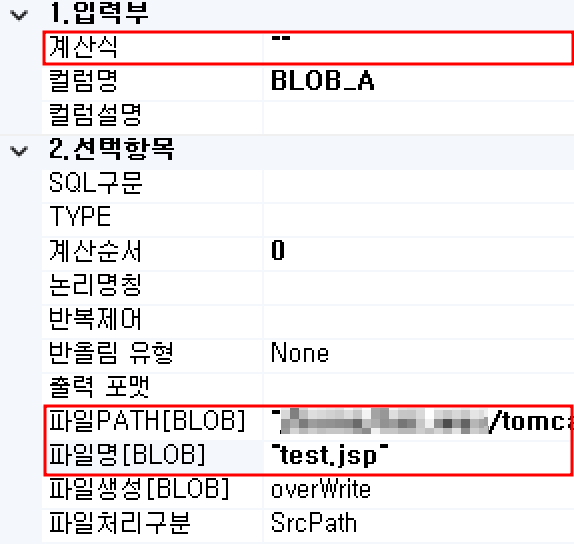 1.입력부
계산식 ""
컬럼명 BLOB_A
컬럼설명
2.선택항목
SQL구문
TYPE
계산순서 0
논리명칭
반복제어
반올림 유형 None
출력 포맷
파일PATH[BLOB] " /tomca
파일명[BLOB] "test.jsp"
파일생성[BLOB] overWrite
파일처리구분 SrcPath